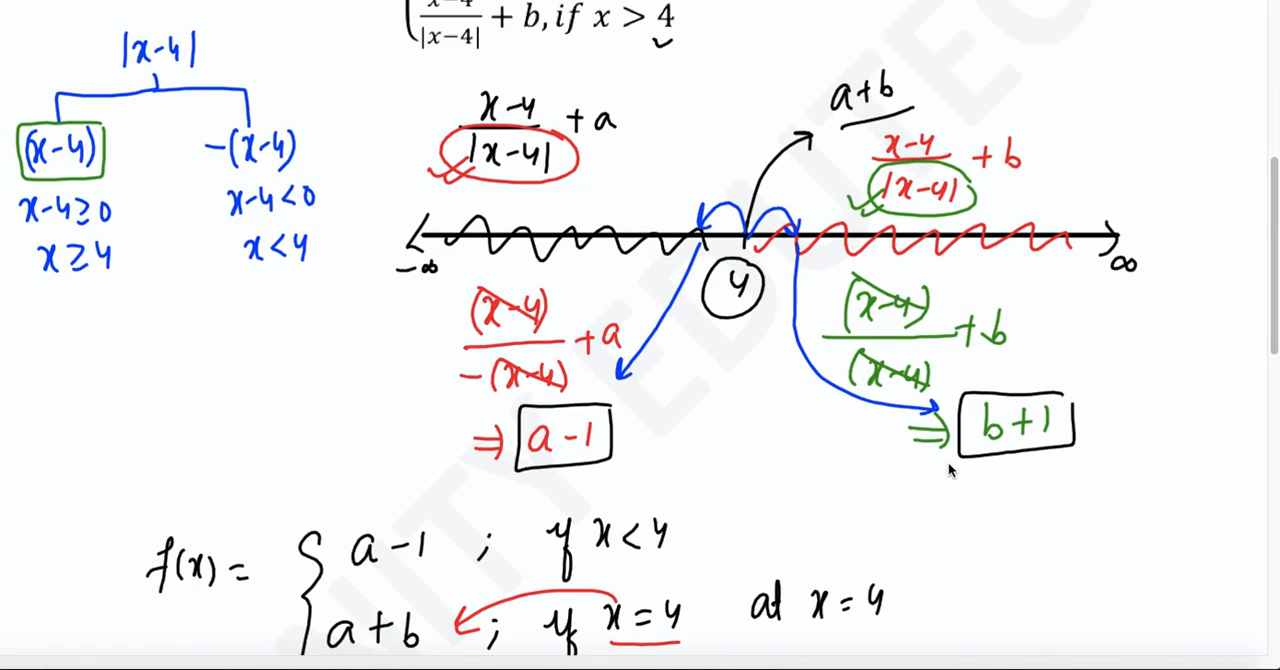 x-4
|x-4| + b, if x > 4
|x-4|
(x-4)
-(x-4)
x-4≥0
x-4<0
x≥4
x<4
x-4
|x-4| + a
a+b
x-4
|x-4| + b
-∞
4
∞
(x-4)
-(x-4) + a
⇒ a-1
(x-4)
(x-4) + b
⇒ b+1
f(x) = { a-1 ; if x<4
a+b ; if x=4 at x=4